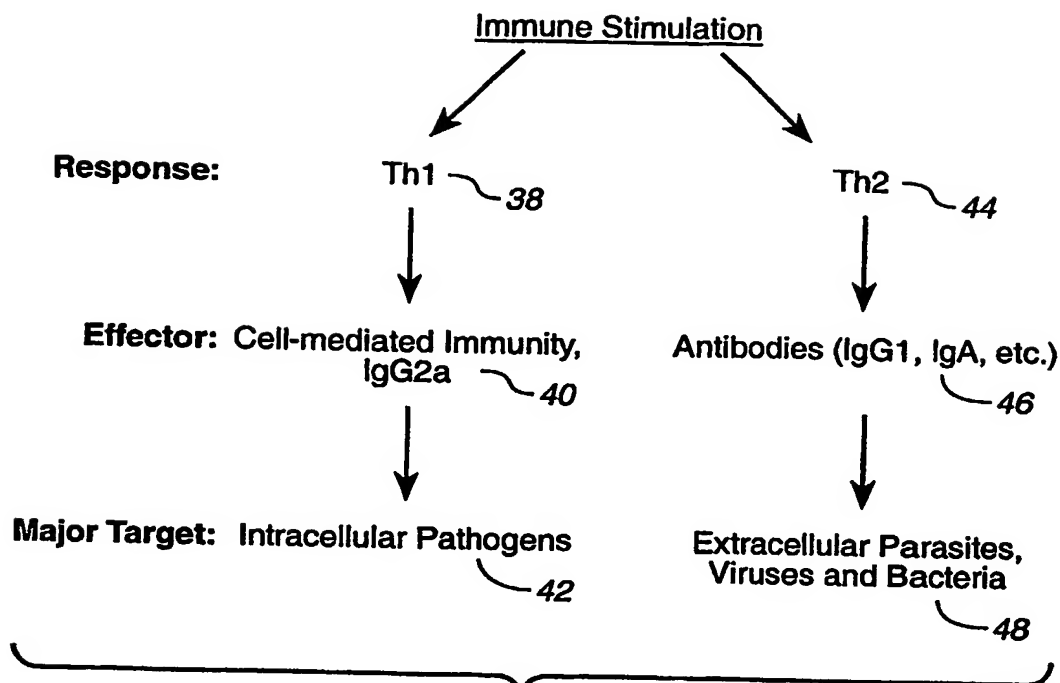 Immune Stimulation
Response: Th1 38 Th2 44
Effector: Cell-mediated Immunity, Antibodies (IgG1, IgA, etc.)
IgG2a 40 46
Major Target: Intracellular Pathogens Extracellular Parasites,
42 Viruses and Bacteria
48